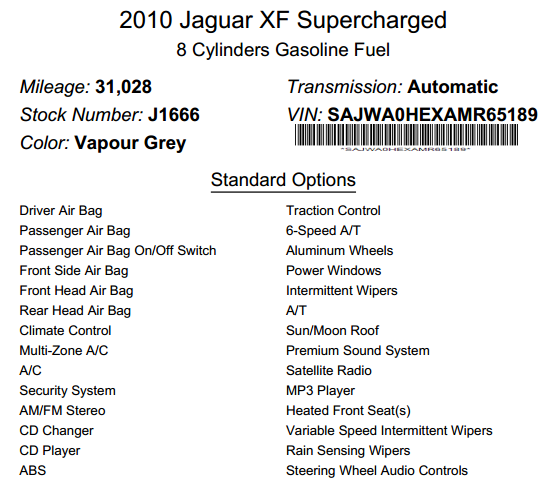 2010 Jaguar XF Supercharged
8 Cylinders Gasoline Fuel
Mileage: 31,028
Transmission: Automatic
Stock Number: J1666
VIN: SAJWA0HEXAMR65189
*SAJWA0HEXAMR65189*
Color: Vapour Grey
Standard Options
Driver Air Bag
Passenger Air Bag
Passenger Air Bag On/Off Switch
Front Side Air Bag
Front Head Air Bag
Rear Head Air Bag
Climate Control
Multi-Zone A/C
A/C
Security System
AM/FM Stereo
CD Changer
CD Player
ABS
Traction Control
6-Speed A/T
Aluminum Wheels
Power Windows
Intermittent Wipers
A/T
Sun/Moon Roof
Premium Sound System
Satellite Radio
MP3 Player
Heated Front Seat(s)
Variable Speed Intermittent Wipers
Rain Sensing Wipers
Steering Wheel Audio Controls